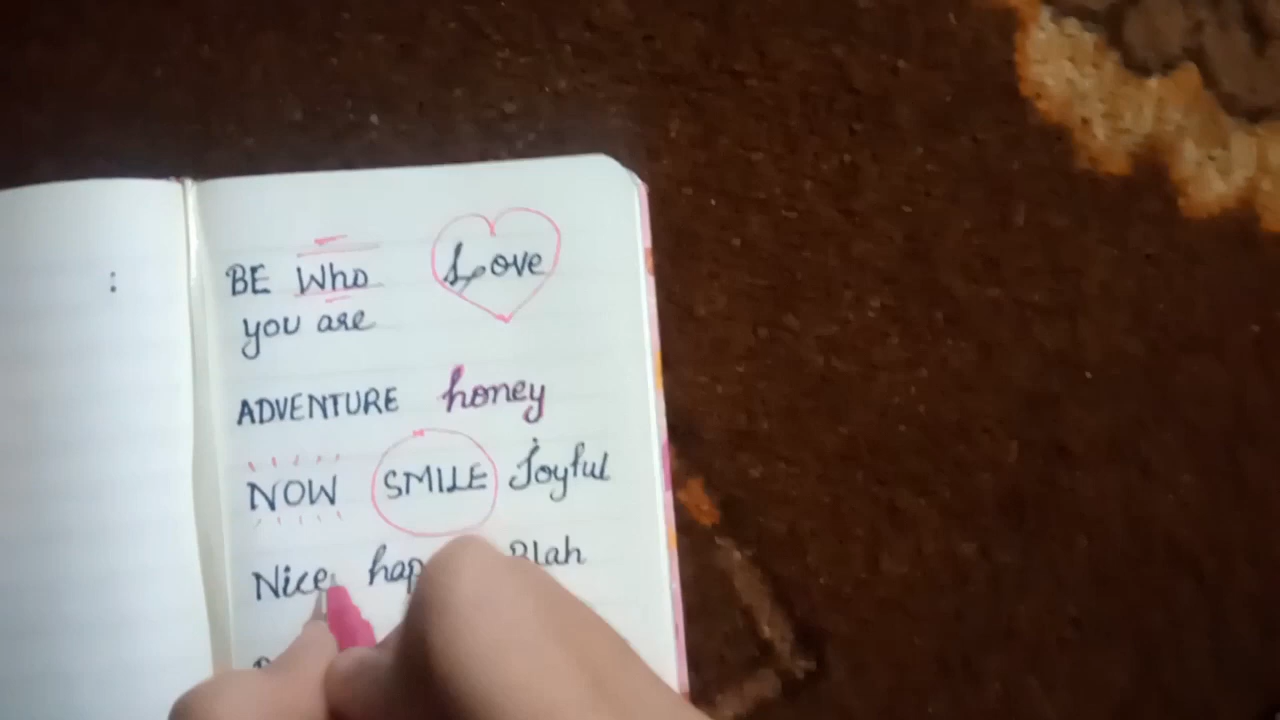 BE Who Love
you are
ADVENTURE honey
NOW SMILE Joyful
Nice Blah